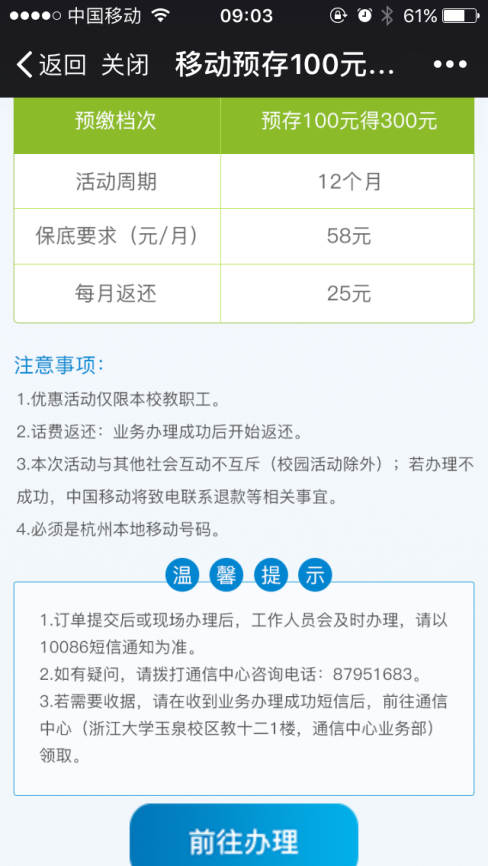 中国移动 09:03 61%
返回 关闭 移动预存100元...
预缴档次 预存100元得300元
活动周期 12个月
保底要求（元/月） 58元
每月返还 25元
注意事项：
1.优惠活动仅限本校教职工。
2.话费返还：业务办理成功后开始返还。
3.本次活动与其他社会互动不互斥（校园活动除外）；若办理不
成功，中国移动将致电联系退款等相关事宜。
4.必须是杭州本地移动号码。
温馨提示
1.订单提交后或现场办理后，工作人员会及时办理，请以
10086短信通知为准。
2.如有疑问，请拨打通信中心咨询电话：87951683。
3.若需要收据，请在收到业务办理成功短信后，前往通信
中心（浙江大学玉泉校区教十二1楼，通信中心业务部）
领取。
前往办理